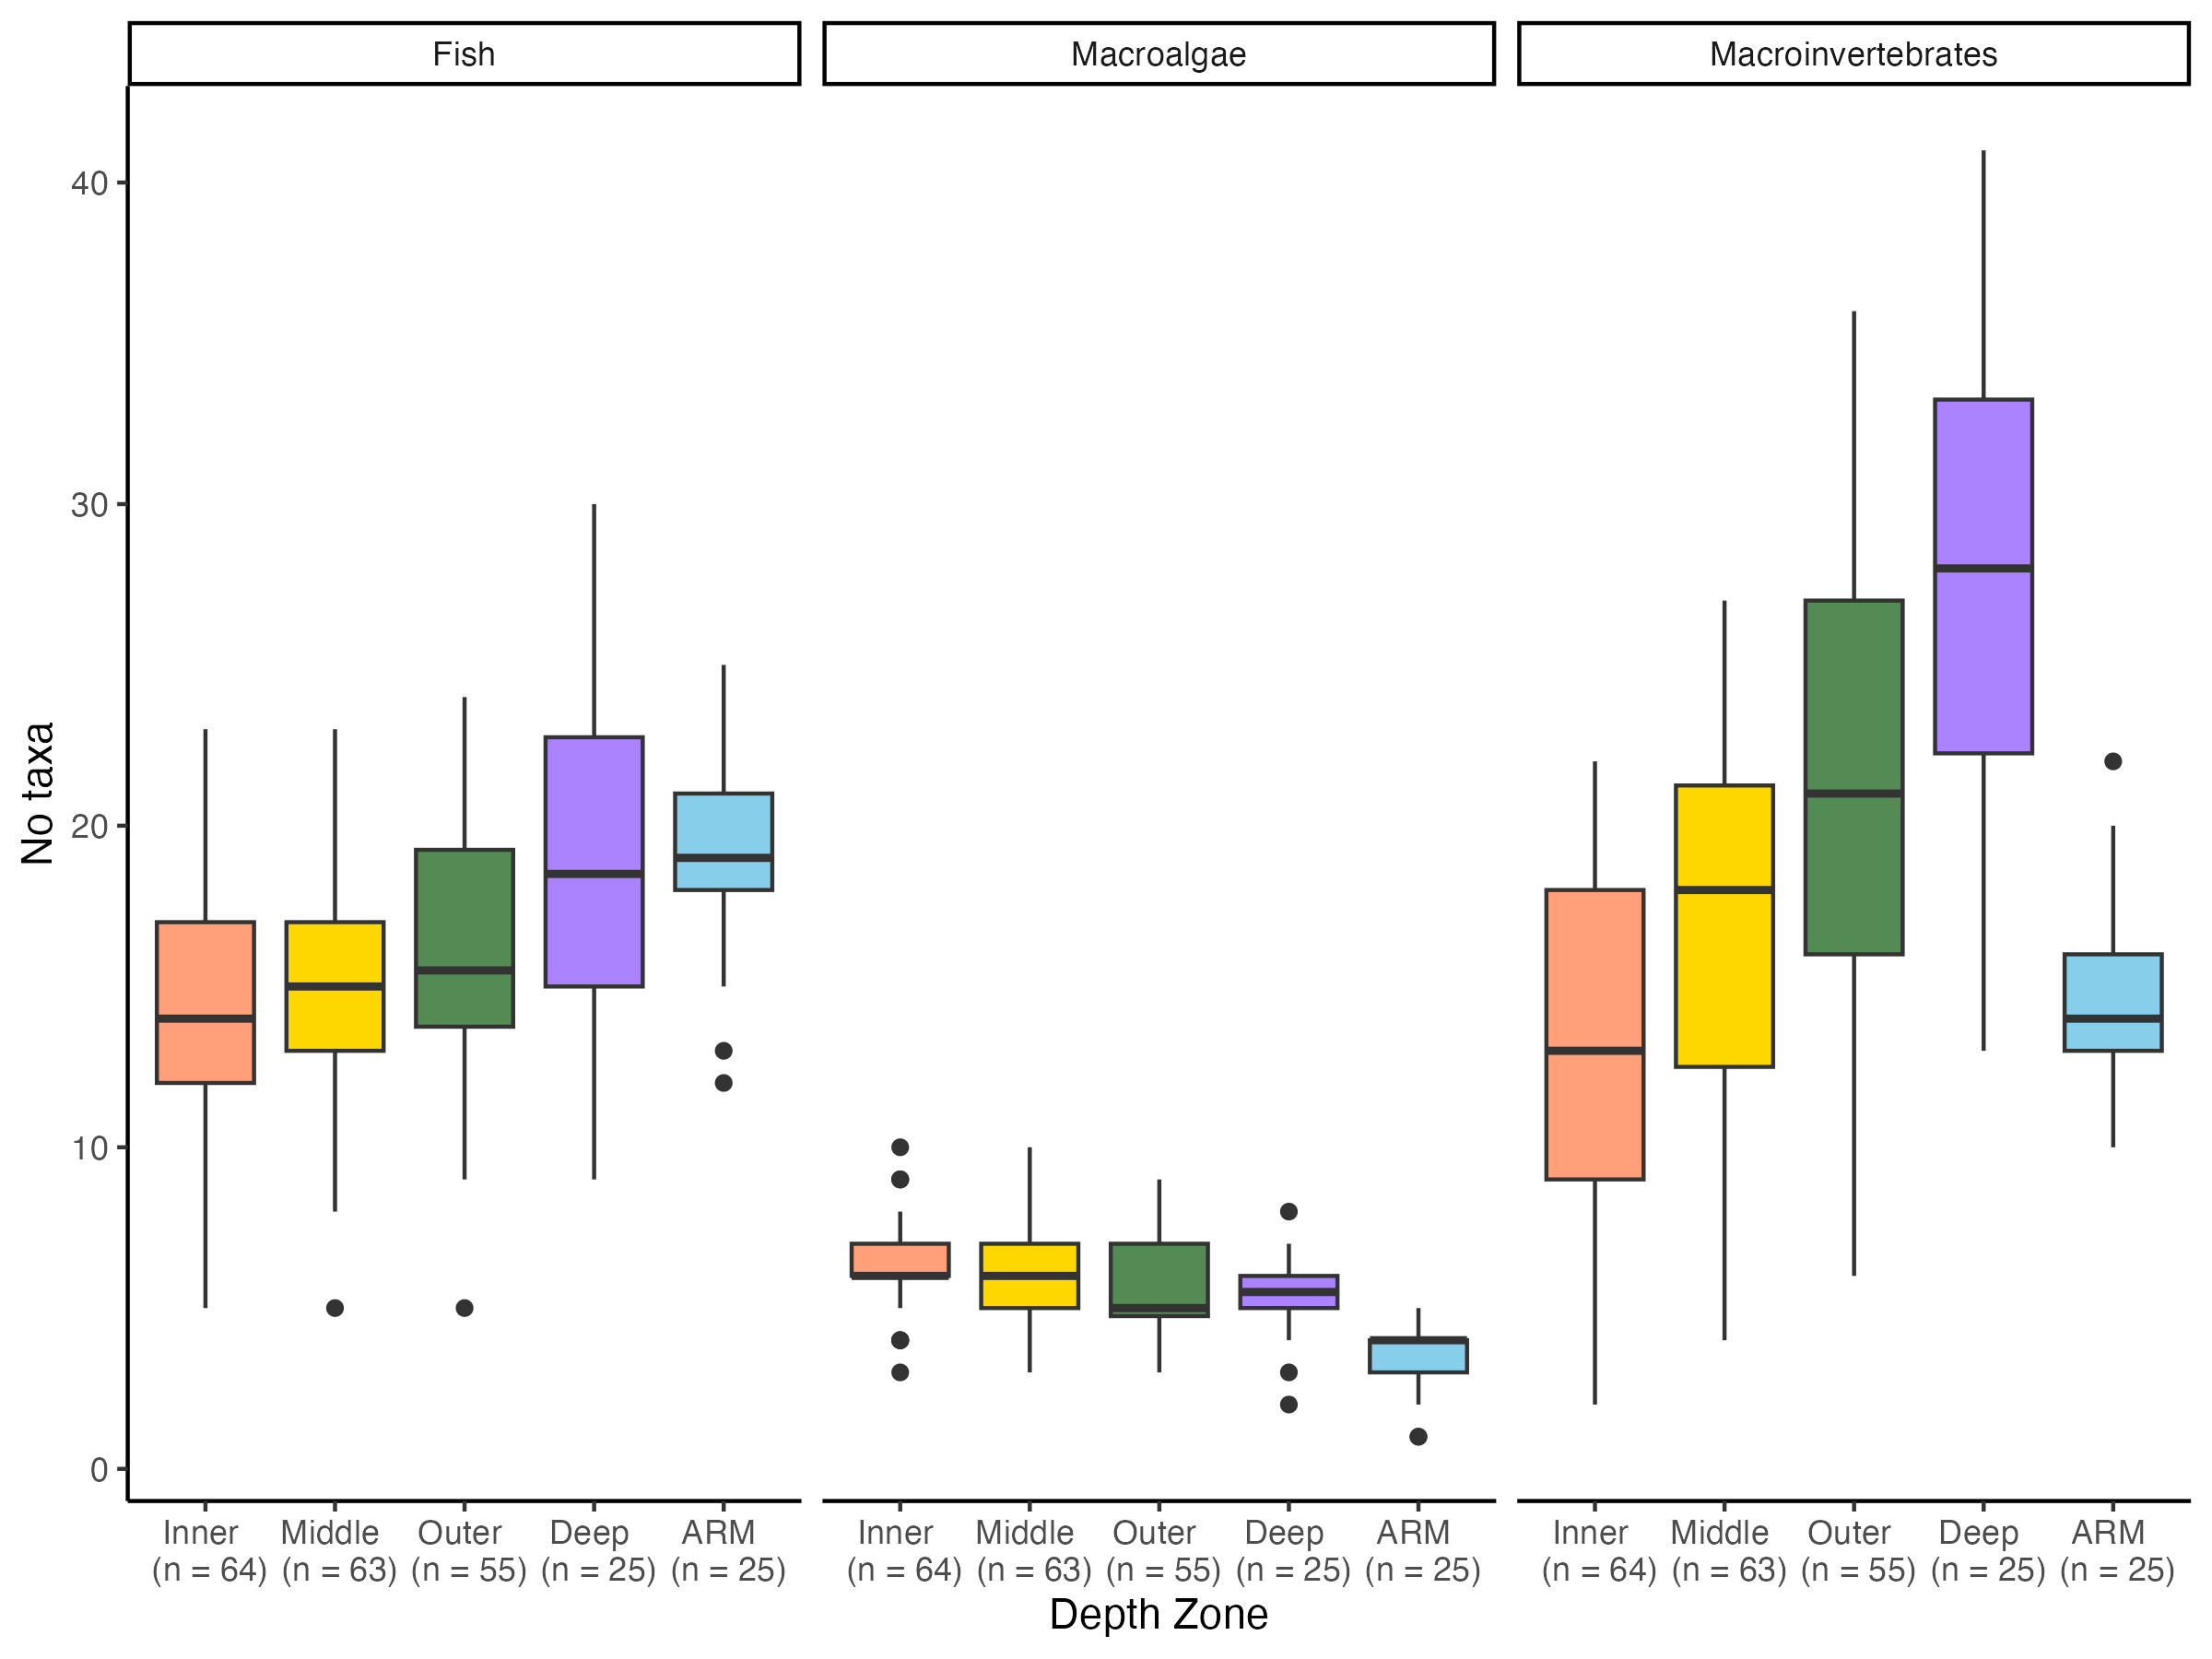 Fish Macroalgae Macroinvertebrates
No taxa
40
30
20
10
0
Inner Middle Outer Deep ARM Inner Middle Outer Deep ARM Inner Middle Outer Deep ARM
(n = 64) (n = 63) (n = 55) (n = 25) (n = 25) (n = 64) (n = 63) (n = 55) (n = 25) (n = 25) (n = 64) (n = 63) (n = 55) (n = 25) (n = 25)
Depth Zone